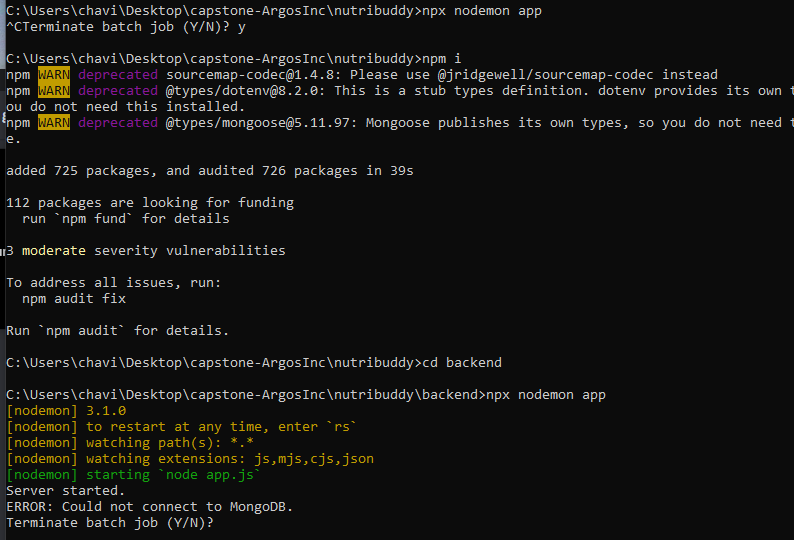 C:\Users\chavi\Desktop\capstone-ArgosInc\nutribuddy>npx nodemon app
^CTerminate batch job (Y/N)? y
C:\Users\chavi\Desktop\capstone-ArgosInc\nutribuddy>npm i
npm WARN deprecated sourcemap-codec@1.4.8: Please use @jridgewell/sourcemap-codec instead
npm WARN deprecated @types/dotenv@8.2.0: This is a stub types definition. dotenv provides its own t
ou do not need this installed.
npm WARN deprecated @types/mongoose@5.11.97: Mongoose publishes its own types, so you do not need t
e.
added 725 packages, and audited 726 packages in 39s
112 packages are looking for funding
  run `npm fund` for details
3 moderate severity vulnerabilities
To address all issues, run:
  npm audit fix
Run `npm audit` for details.
C:\Users\chavi\Desktop\capstone-ArgosInc\nutribuddy>cd backend
C:\Users\chavi\Desktop\capstone-ArgosInc\nutribuddy\backend>npx nodemon app
[nodemon] 3.1.0
[nodemon] to restart at any time, enter `rs`
[nodemon] watching path(s): *.*
[nodemon] watching extensions: js,mjs,cjs,json
[nodemon] starting `node app.js`
Server started.
ERROR: Could not connect to MongoDB.
Terminate batch job (Y/N)?